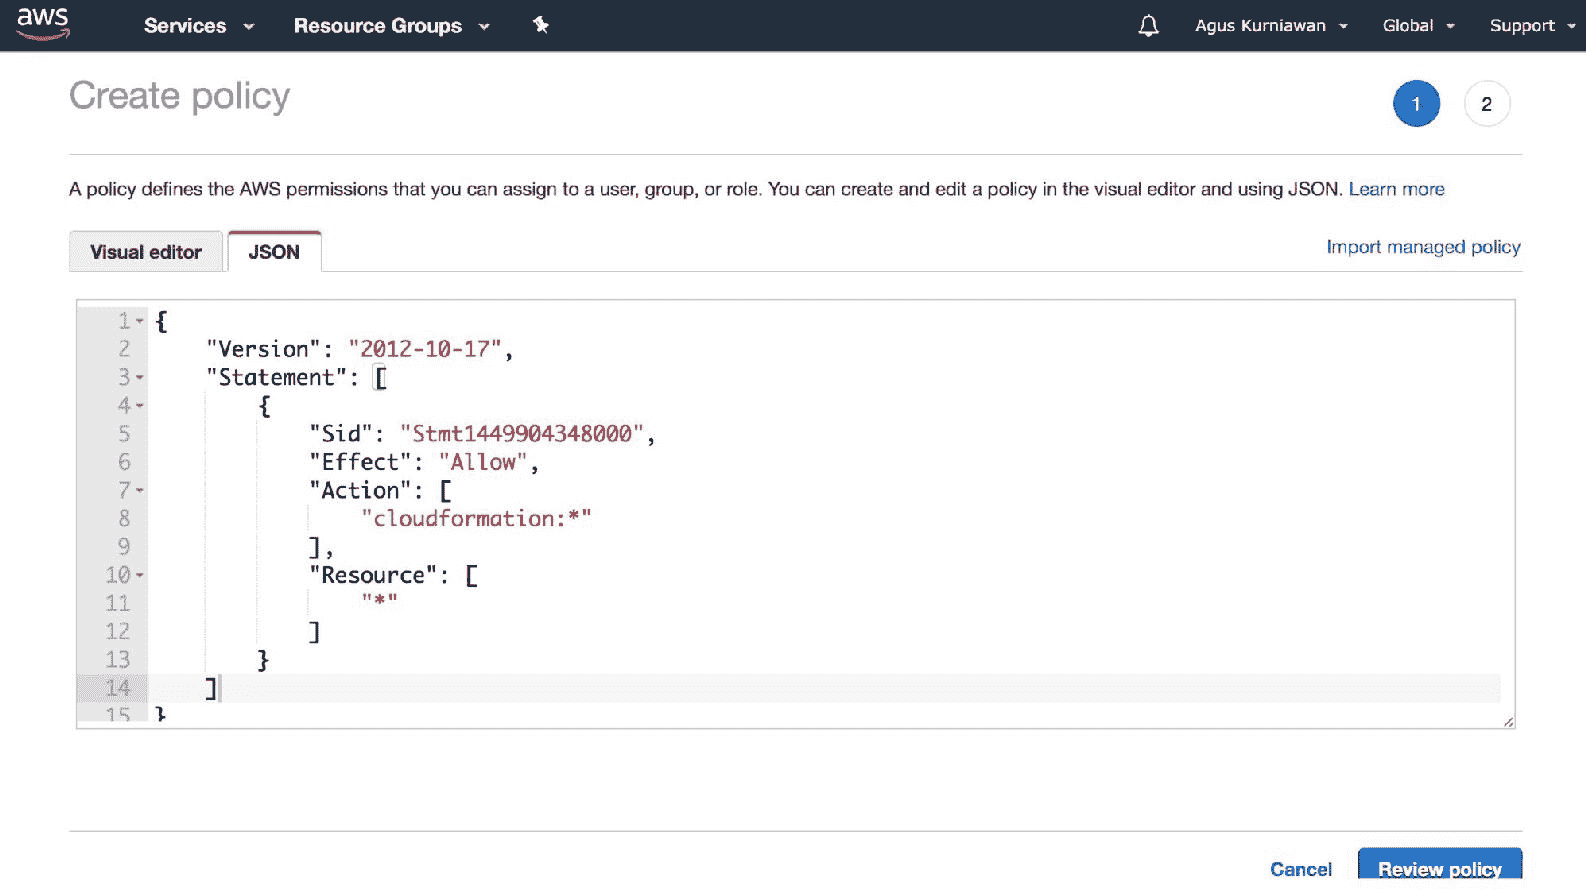 aws Services Resource Groups Agus Kurniawan Global Support
Create policy 1 2
A policy defines the AWS permissions that you can assign to a user, group, or role. You can create and edit a policy in the visual editor and using JSON. Learn more
Visual editor JSON Import managed policy
1 {
2 "Version": "2012-10-17",
3 "Statement": [
4 {
5 "Sid": "Stmt1449904348000",
6 "Effect": "Allow",
7 "Action": [
8 "cloudformation:*"
9 ],
10 "Resource": [
11 "*"
12 ]
13 }
14 ]
15 }
Cancel Review policy